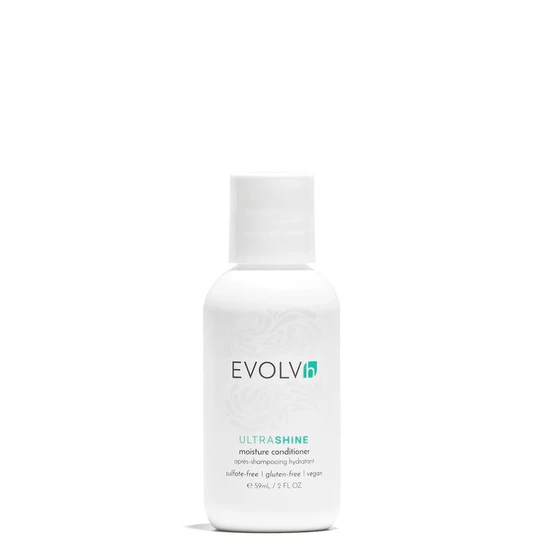 EVOLVh
ULTRASHINE
moisture conditioner
après-shampooing hydratant
sulfate-free | gluten-free | vegan
℮ 59mL / 2 FL OZ